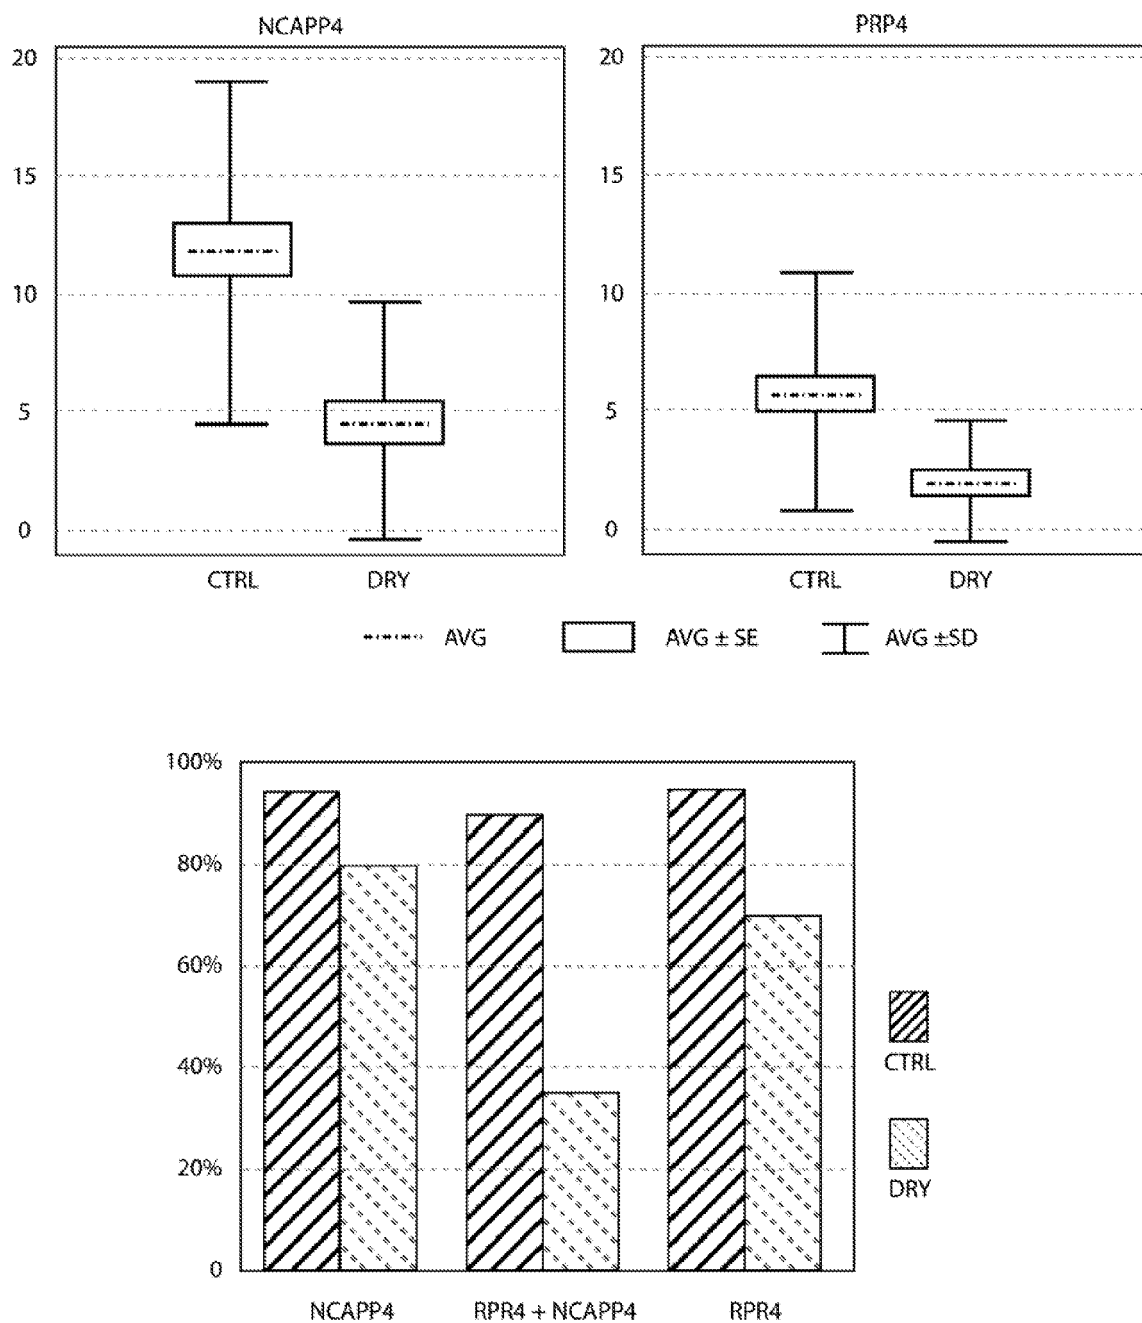 NCAPP4
PRP4
20
15
10
5
0
CTRL DRY
20
15
10
5
0
CTRL DRY
AVG AVG ± SE AVG ±SD
100%
80%
60%
40%
20%
0
NCAPP4 RPR4 + NCAPP4 RPR4
CTRL
DRY